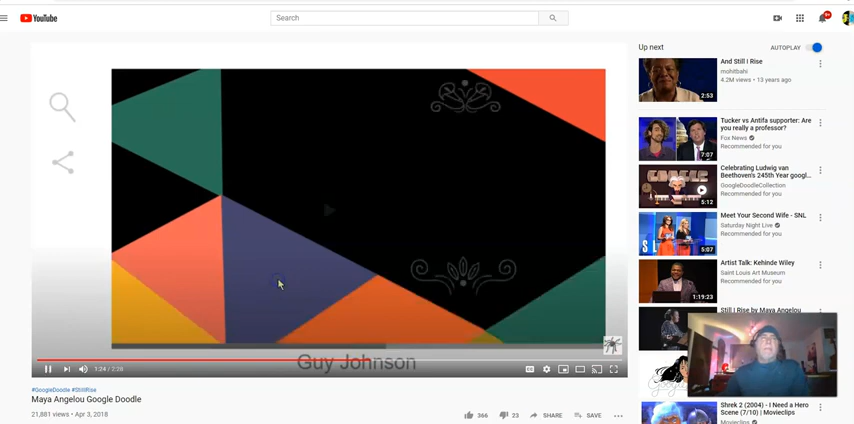 YouTube
Search
9+
Up next
AUTOPLAY
And Still I Rise
mohitbahi
4.2M views • 13 years ago
2:53
Tucker vs Antifa supporter: Are
you really a professor?
Fox News
Recommended for you
7:07
Celebrating Ludwig van
Beethoven's 245th Year googl...
GoogleDoodleCollection
Recommended for you
5:12
Meet Your Second Wife - SNL
Saturday Night Live
Recommended for you
5:07
Artist Talk: Kehinde Wiley
Saint Louis Art Museum
Recommended for you
1:19:23
Still I Rise by Maya Angelou
Guy Johnson
1:24 / 2:28
#GoogleDoodle #StillRise
Maya Angelou Google Doodle
21,881 views • Apr 3, 2018
366
23
SHARE
SAVE
Shrek 2 (2004) - I Need a Hero
Scene (7/10) | Movieclips
Movieclips